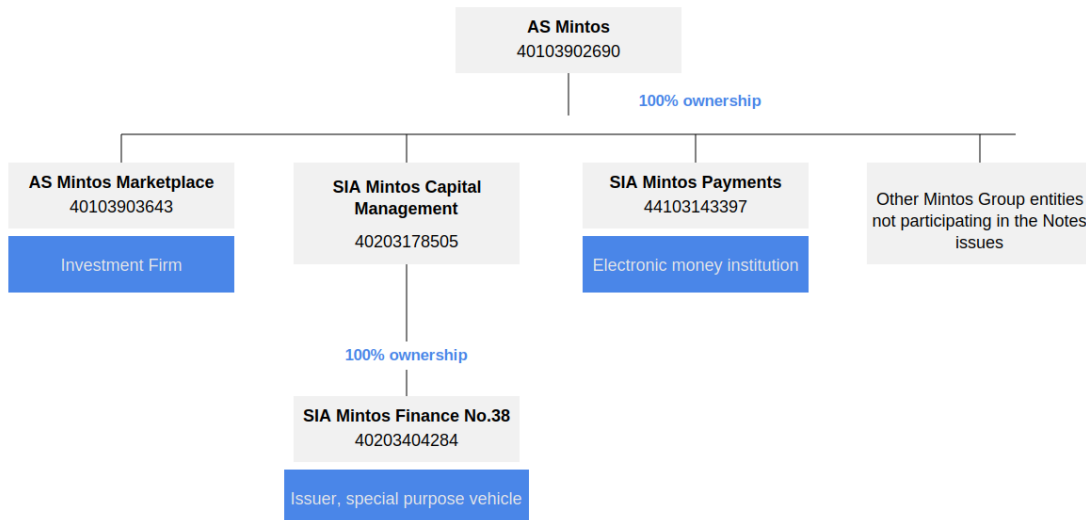 AS Mintos
40103902690
100% ownership
AS Mintos Marketplace
40103903643
Investment Firm
SIA Mintos Capital
Management
40203178505
SIA Mintos Payments
44103143397
Electronic money institution
Other Mintos Group entities
not participating in the Notes
issues
100% ownership
SIA Mintos Finance No.38
40203404284
Issuer, special purpose vehicle